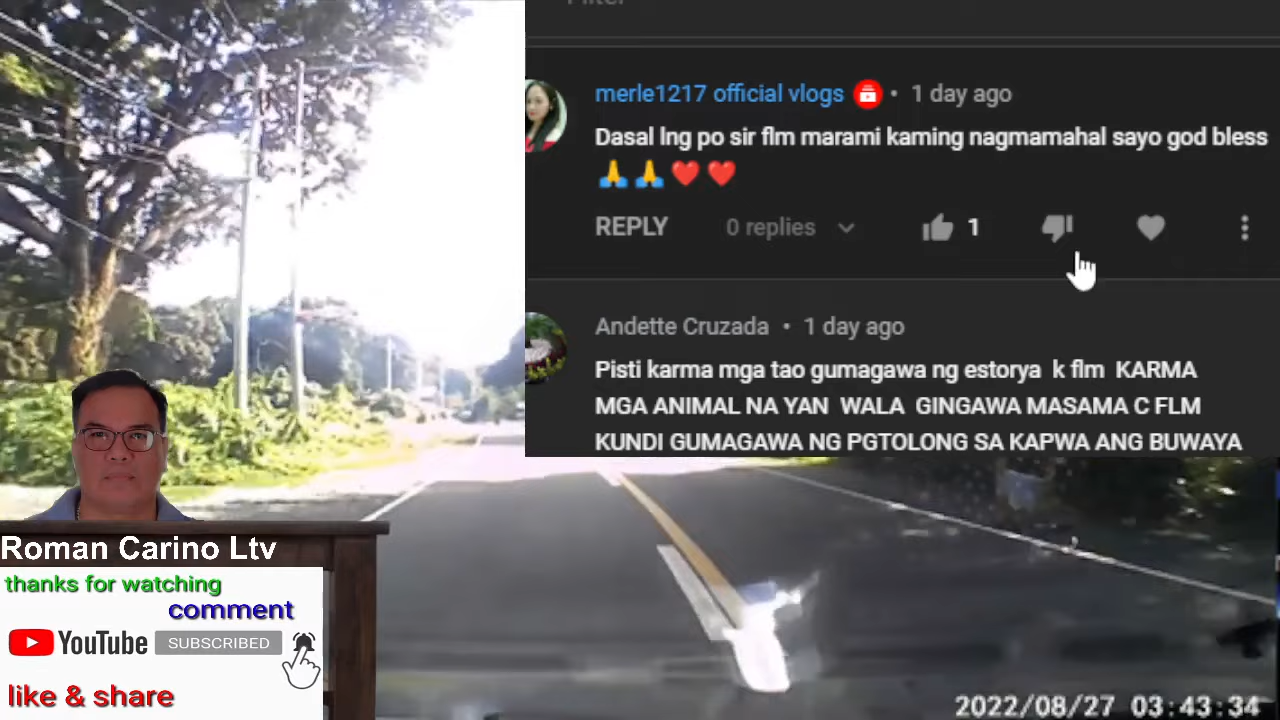 merle1217 official vlogs • 1 day ago
Dasal lng po sir flm marami kaming nagmamahal sayo god bless
🙏🙏❤️❤️
REPLY 0 replies 1
Andette Cruzada • 1 day ago
Pisti karma mga tao gumagawa ng estorya k flm KARMA
MGA ANIMAL NA YAN WALA GINGAWA MASAMA C FLM
KUNDI GUMAGAWA NG PGTOLONG SA KAPWA ANG BUWAYA
Roman Carino Ltv
thanks for watching
comment
YouTube SUBSCRIBED
like & share
2022/08/27 03:43:34